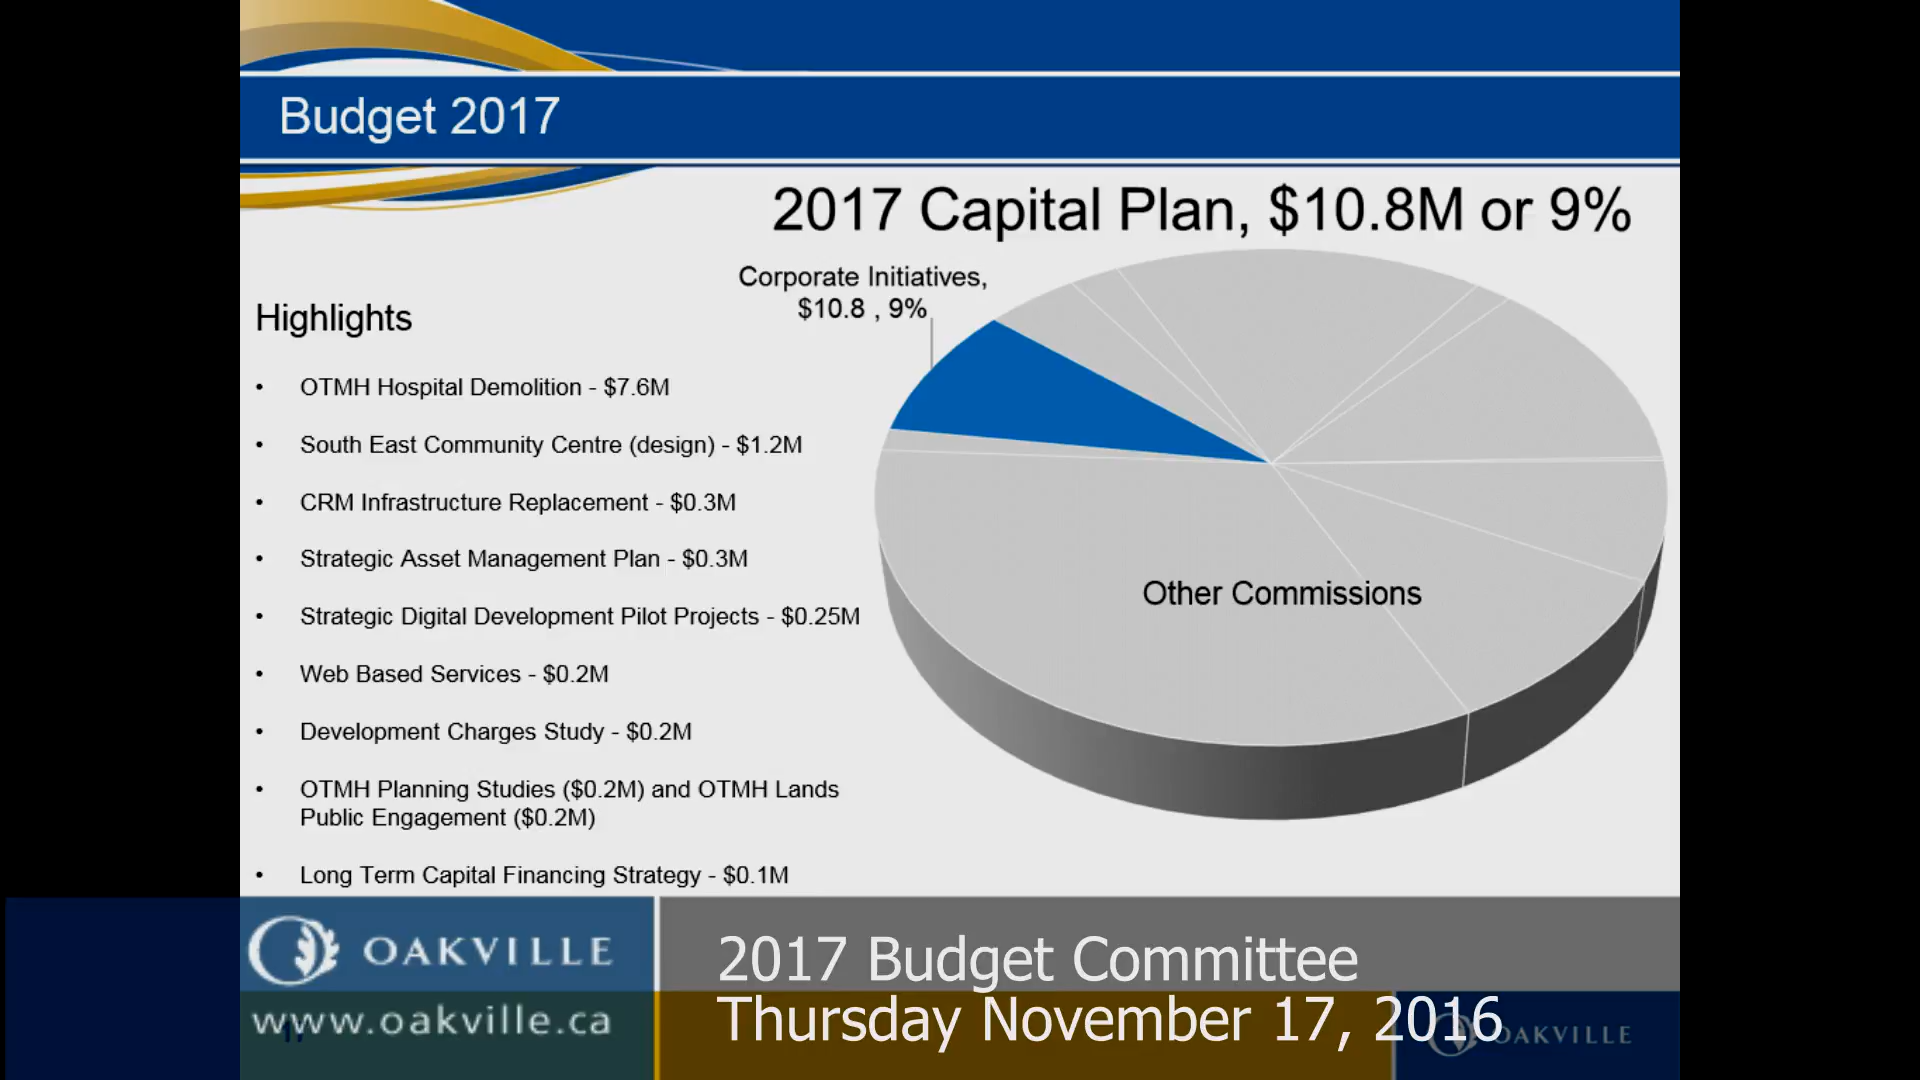 Budget 2017
2017 Capital Plan, $10.8M or 9%
Corporate Initiatives,
$10.8 , 9%
Highlights
• OTMH Hospital Demolition - $7.6M
• South East Community Centre (design) - $1.2M
• CRM Infrastructure Replacement - $0.3M
• Strategic Asset Management Plan - $0.3M
• Strategic Digital Development Pilot Projects - $0.25M
• Web Based Services - $0.2M
• Development Charges Study - $0.2M
• OTMH Planning Studies ($0.2M) and OTMH Lands
Public Engagement ($0.2M)
• Long Term Capital Financing Strategy - $0.1M
Other Commissions
OAKVILLE
www.oakville.ca
2017 Budget Committee
Thursday November 17, 2016
OAKVILLE